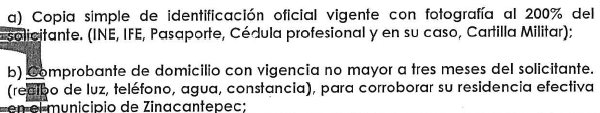 a) Copia simple de identificación oficial vigente con fotografía al 200% del
solicitante. (INE, IFE, Pasaporte, Cédula profesional y en su caso, Cartilla Militar);
b) Comprobante de domicilio con vigencia no mayor a tres meses del solicitante.
(recibo de luz, teléfono, agua, constancia), para corroborar su residencia efectiva
en el municipio de Zinacantepec;